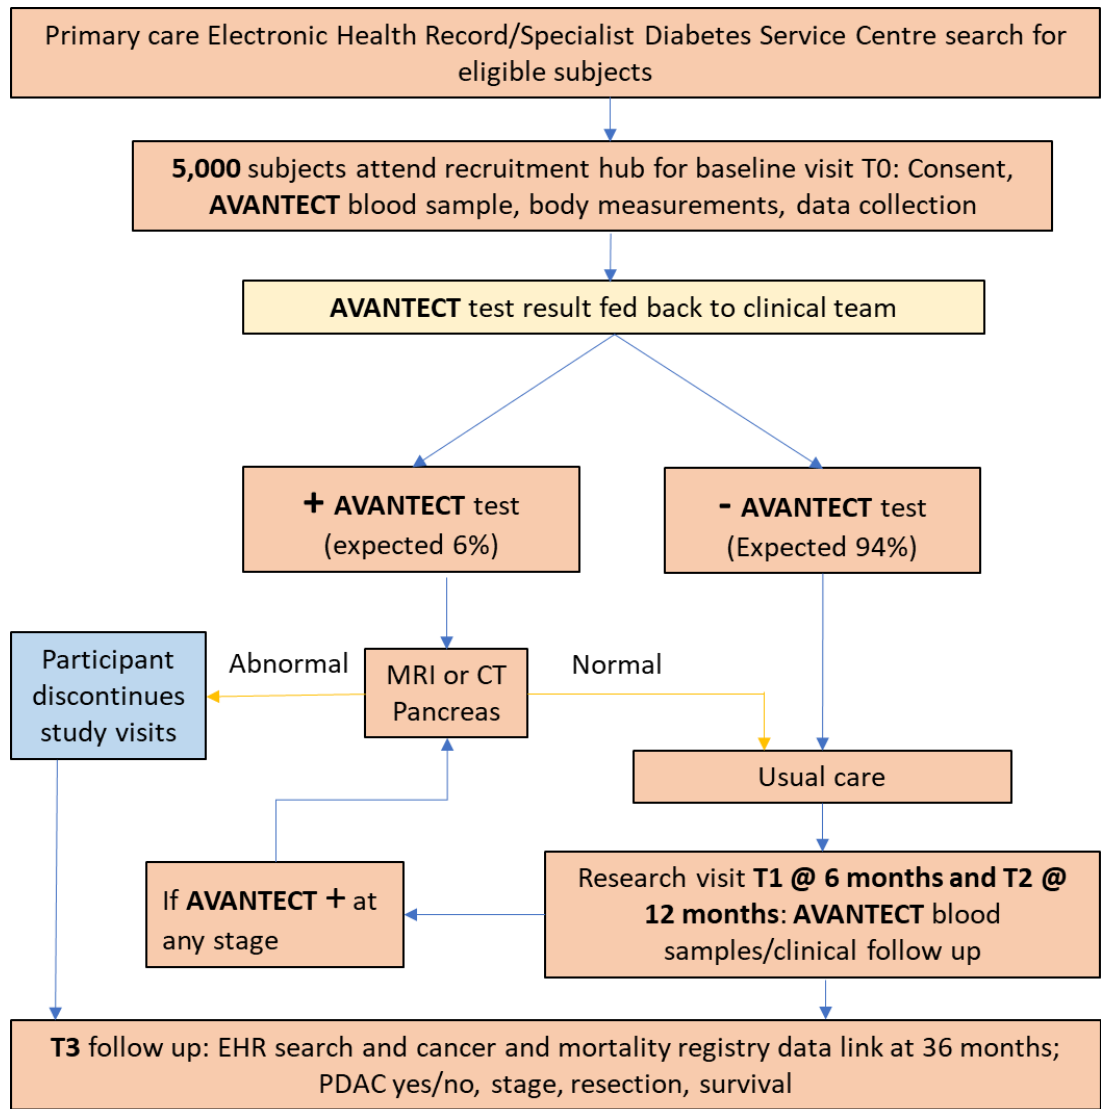 Primary care Electronic Health Record/Specialist Diabetes Service Centre search for
eligible subjects
5,000 subjects attend recruitment hub for baseline visit T0: Consent,
AVANTECT blood sample, body measurements, data collection
AVANTECT test result fed back to clinical team
+ AVANTECT test
(expected 6%)
- AVANTECT test
(Expected 94%)
Participant
discontinues
study visits
Abnormal
MRI or CT
Pancreas
Normal
Usual care
If AVANTECT + at
any stage
Research visit T1 @ 6 months and T2 @
12 months: AVANTECT blood
samples/clinical follow up
T3 follow up: EHR search and cancer and mortality registry data link at 36 months;
PDAC yes/no, stage, resection, survival